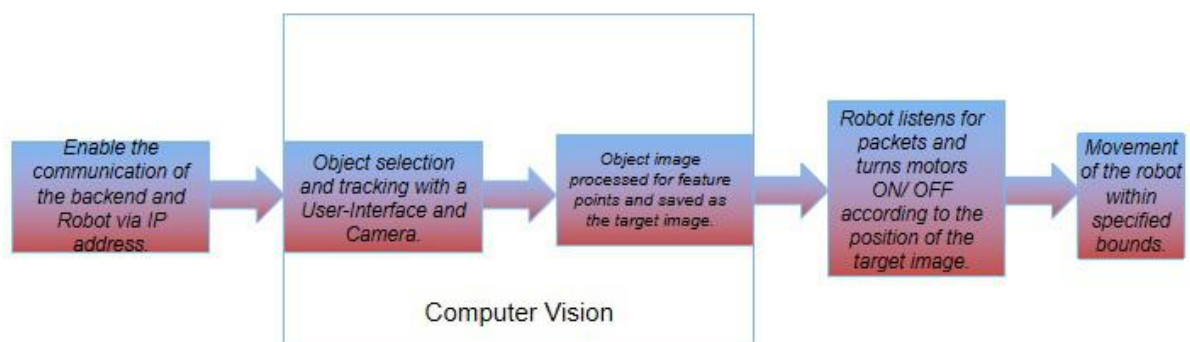 Enable the
communication of
the backend and
Robot via IP
address.
Object selection
and tracking with a
User-Interface and
Camera.
Object image
processed for feature
points and saved as
the target image.
Computer Vision
Robot listens for
packets and
turns motors
ON/ OFF
according to the
position of the
target image.
Movement
of the robot
within
specified
bounds.